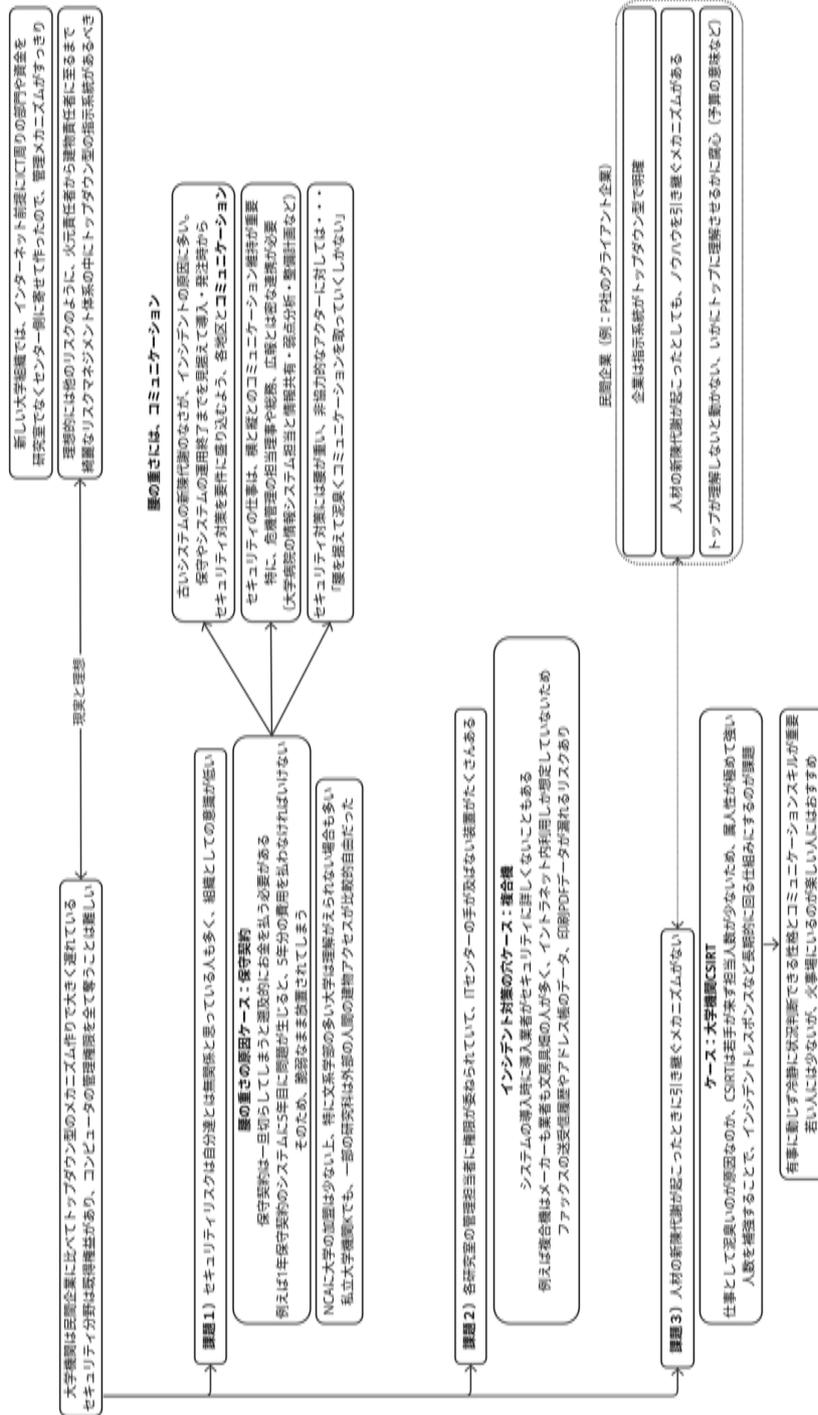 大学機関は民間企業に比べてトップダウン型のメカニズム作りで大きく遅れている
セキュリティ分野は既得権益があり、コンピュータの管理権限を全て奪うことは難しい
現実と理想
新しい大学組織では、インターネット前提にICT周りの部門や資金を
研究室でなくセンター側に寄せて作ったので、管理メカニズムがすっきり
理想的には他のリスクのように、火元責任者から建物責任者に至るまで
綺麗なリスクマネジメント体系の中にトップダウン型の指示系統があるべき
課題1）セキュリティリスクは自分達とは無関係と思っている人も多く、組織としての意識が低い
腰の重さの原因ケース：保守契約
保守契約は一旦切らしてしまうと遡及的にお金を払う必要がある
例えば1年保守契約のシステムに5年目に問題が生じると、5年分の費用を払わなければいけない
そのため、脆弱なまま放置されてしまう
NCAに大学の加盟は少ない上、特に文系学部の多い大学は理解がえられない場合も多い
私立大学機関Kでも、一部の研究科は外部の人間の建物アクセスが比較的自由だった
腰の重さには、コミュニケーション
古いシステムの新陳代謝のなさが、インシデントの原因に多い。
保守やシステムの運用終了までを見据えて導入・発注時から
セキュリティ対策を要件に盛り込むよう、各地区とコミュニケーション
セキュリティの仕事は、横と縦とのコミュニケーション維持が重要
特に、危機管理の担当理事や総務、広報とは密な連携が必要
（大学病院の情報システム担当と情報共有・弱点分析・整備計画など）
セキュリティ対策には腰が重い、非協力的なアクターに対しては・・・
「腰を据えて泥臭くコミュニケーションを取っていくしかない」
課題2）各研究室の管理担当者に権限が委ねられていて、ITセンターの手が及ばない装置がたくさんある
インシデント対策の穴ケース：複合機
システムの導入時に導入業者がセキュリティに詳しくないこともある
例えば複合機はメーカーも業者も文房具畑の人が多く、イントラネット内利用しか想定していないため
ファックスの送受信履歴やアドレス帳のデータ、印刷PDFデータが漏れるリスクあり
課題3）人材の新陳代謝が起こったときに引き継ぐメカニズムがない
ケース：大学機関CSIRT
仕事として泥臭いのが原因なのか、CSIRTは若手が来ず担当人数が少ないため、属人性が極めて強い
人数を補強することで、インシデントレスポンスなど長期的に回る仕組みにするのが課題
有事に動じず冷静に状況判断できる性格とコミュニケーションスキルが重要
若い人には少ないが、火事場にいるのが楽しい人にはおすすめ
民間企業（例：P社のクライアント企業）
企業は指示系統がトップダウン型で明確
人材の新陳代謝が起こったとしても、ノウハウを引き継ぐメカニズムがある
トップが理解しないと動かない、いかにトップに理解させるかに腐心（予算の意味など）